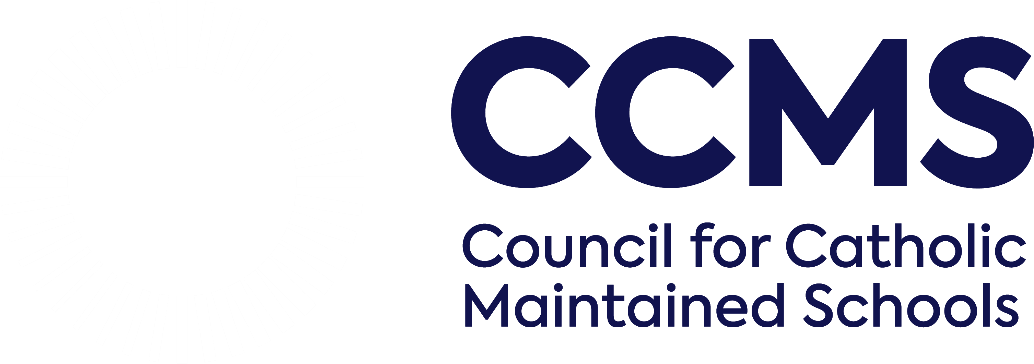 CCMS
Council for Catholic
Maintained Schools